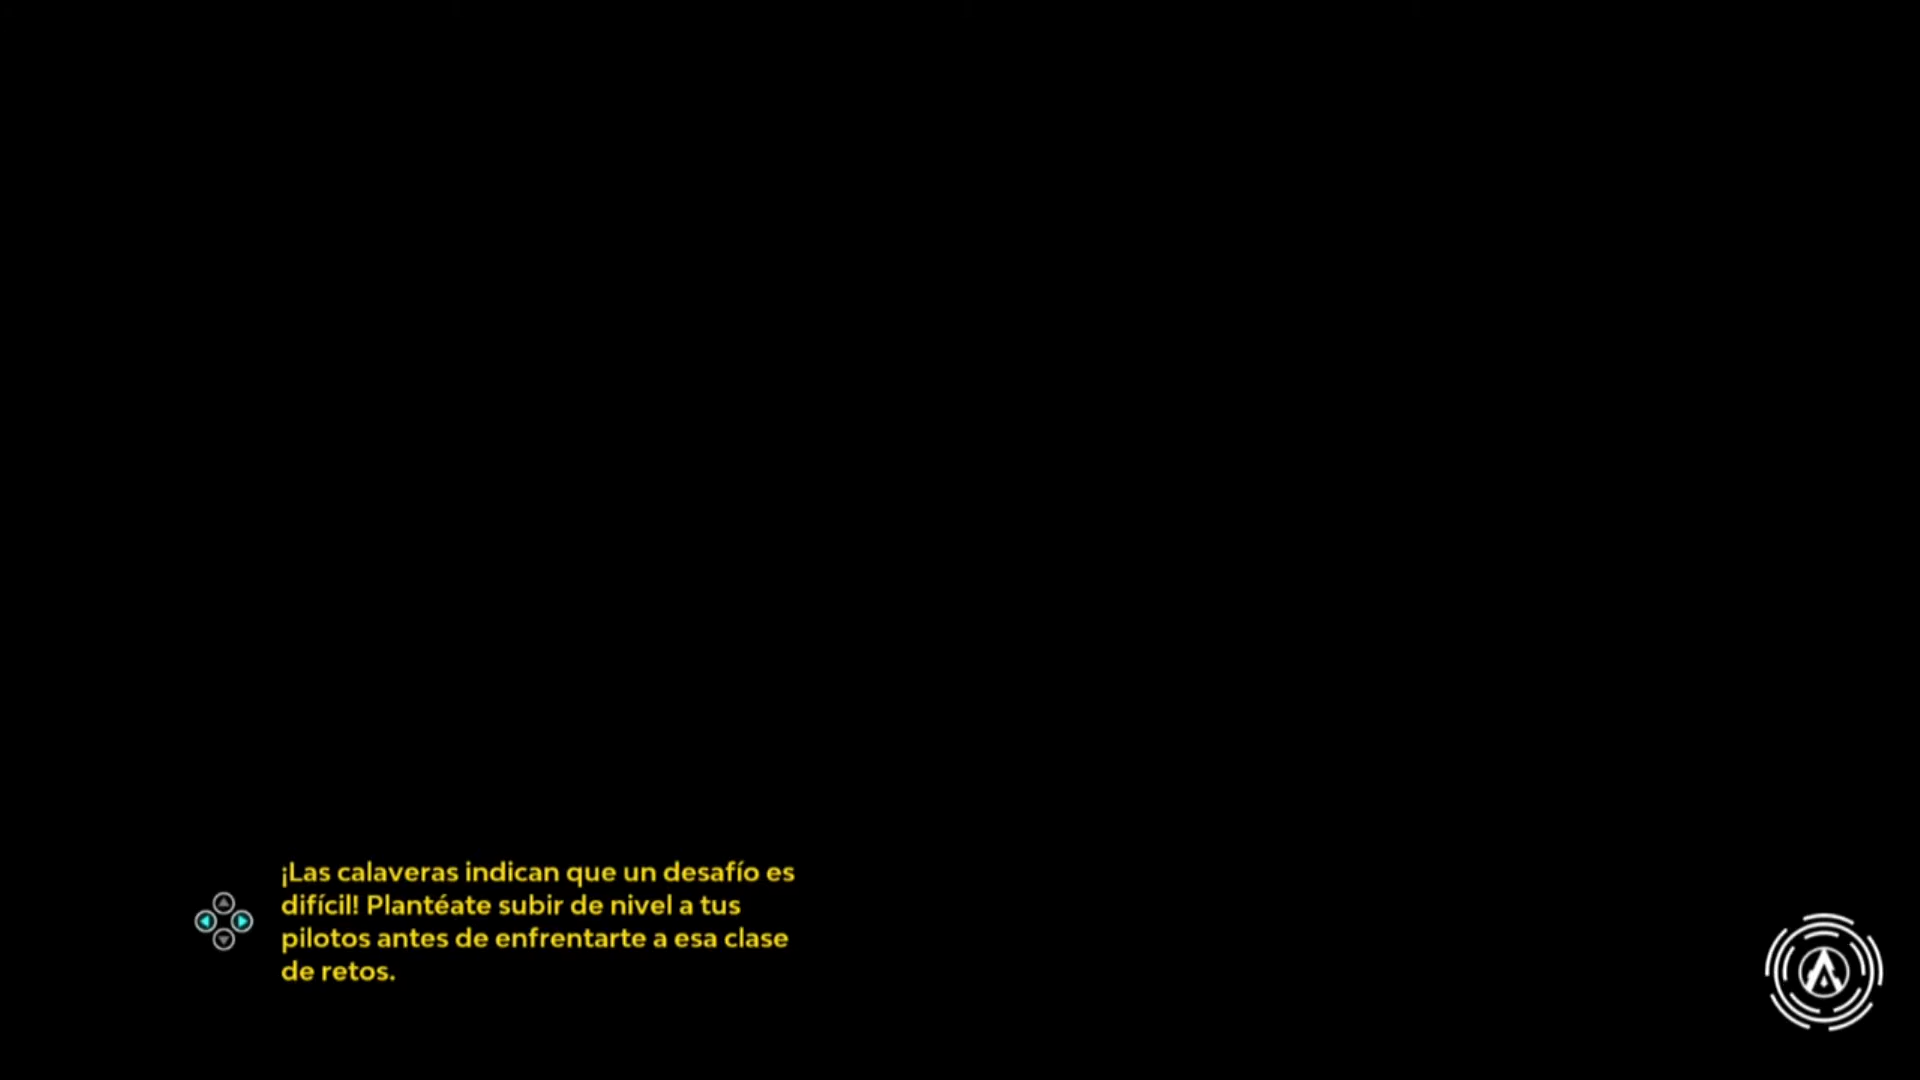 ¡Las calaveras indican que un desafío es
difícil! Plantéate subir de nivel a tus
pilotos antes de enfrentarte a esa clase
de retos.